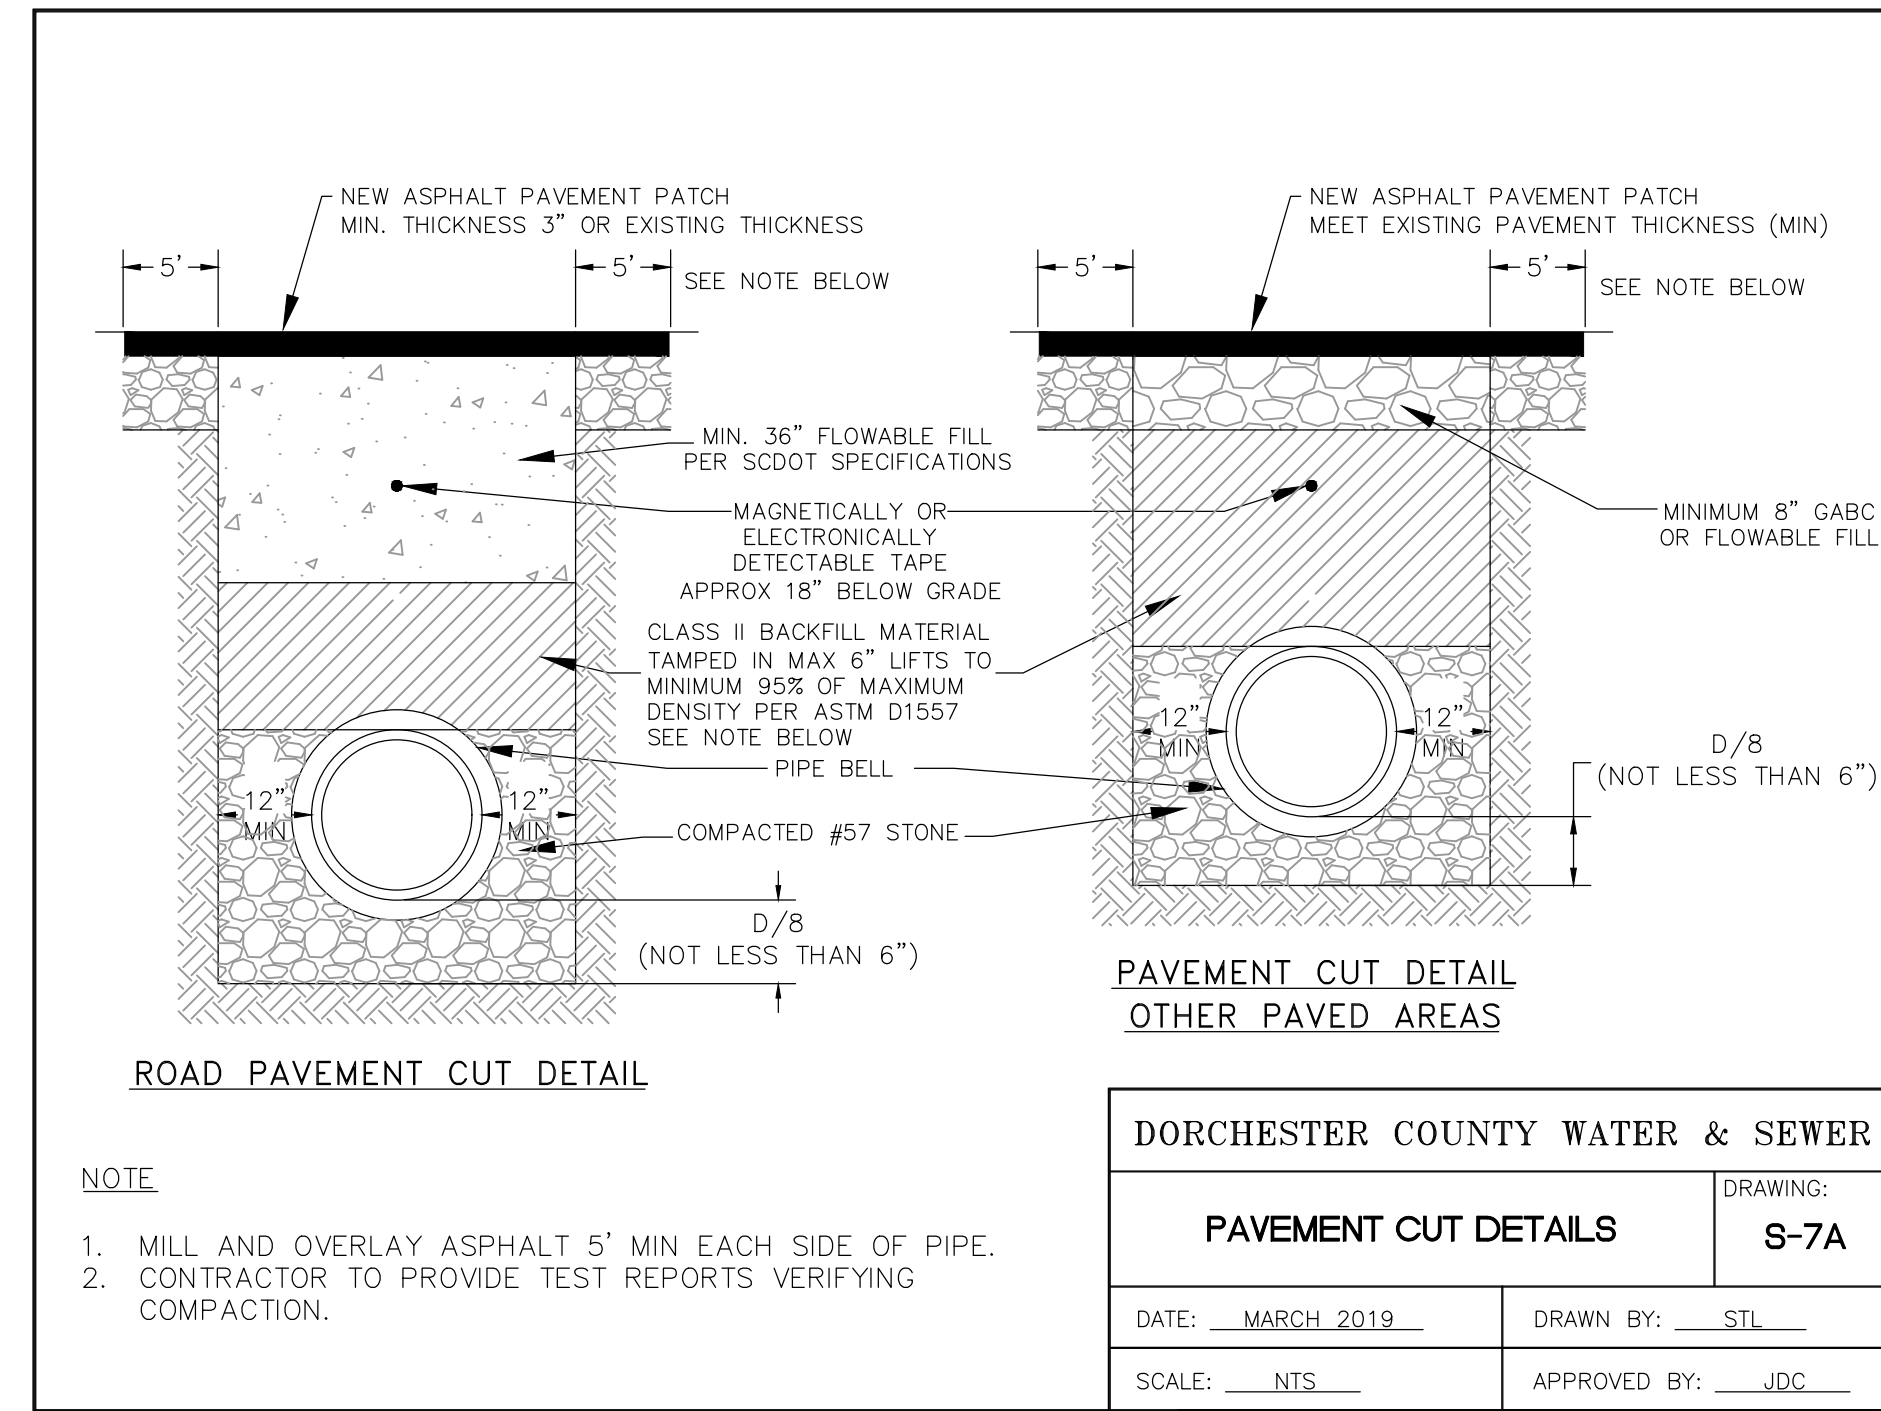 NEW ASPHALT PAVEMENT PATCH
MIN. THICKNESS 3" OR EXISTING THICKNESS
5'
5'
SEE NOTE BELOW
NEW ASPHALT PAVEMENT PATCH
MEET EXISTING PAVEMENT THICKNESS (MIN)
5'
5'
SEE NOTE BELOW
MIN. 36" FLOWABLE FILL
PER SCDOT SPECIFICATIONS
MAGNETICALLY OR
ELECTRONICALLY
DETECTABLE TAPE
APPROX 18" BELOW GRADE
MINIMUM 8" GABC
OR FLOWABLE FILL
CLASS II BACKFILL MATERIAL
TAMPED IN MAX 6" LIFTS TO
MINIMUM 95% OF MAXIMUM
DENSITY PER ASTM D1557
SEE NOTE BELOW
PIPE BELL
COMPACTED #57 STONE
12"
MIN
12"
MIN
12"
MIN
12"
MIN
D/8
(NOT LESS THAN 6")
D/8
(NOT LESS THAN 6")
ROAD PAVEMENT CUT DETAIL
PAVEMENT CUT DETAIL
OTHER PAVED AREAS
NOTE
1. MILL AND OVERLAY ASPHALT 5' MIN EACH SIDE OF PIPE.
2. CONTRACTOR TO PROVIDE TEST REPORTS VERIFYING
COMPACTION.
DORCHESTER COUNTY WATER & SEWER
PAVEMENT CUT DETAILS
DRAWING:
S-7A
DATE: MARCH 2019
DRAWN BY: STL
SCALE: NTS
APPROVED BY: JDC